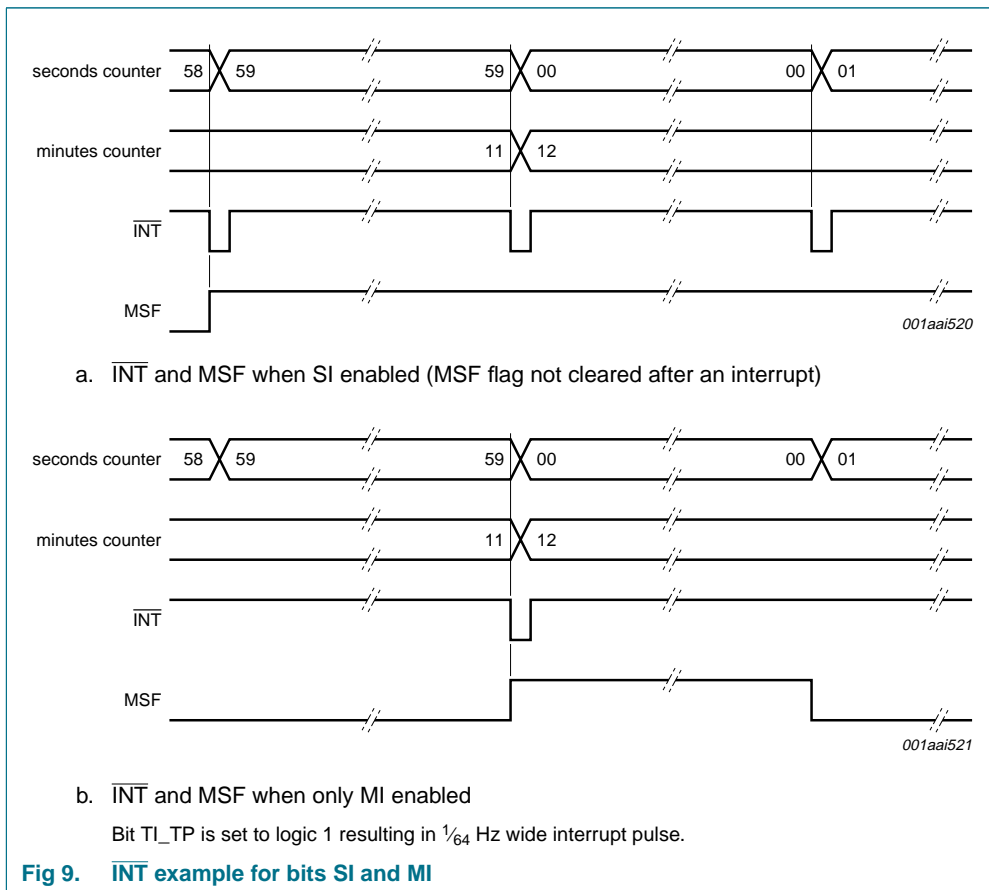 seconds counter 58 59 59 00 00 01
minutes counter 11 12
INT
MSF
001aai520
a. INT and MSF when SI enabled (MSF flag not cleared after an interrupt)
seconds counter 58 59 59 00 00 01
minutes counter 11 12
INT
MSF
001aai521
b. INT and MSF when only MI enabled
Bit TI_TP is set to logic 1 resulting in 1⁄64 Hz wide interrupt pulse.
Fig 9. INT example for bits SI and MI